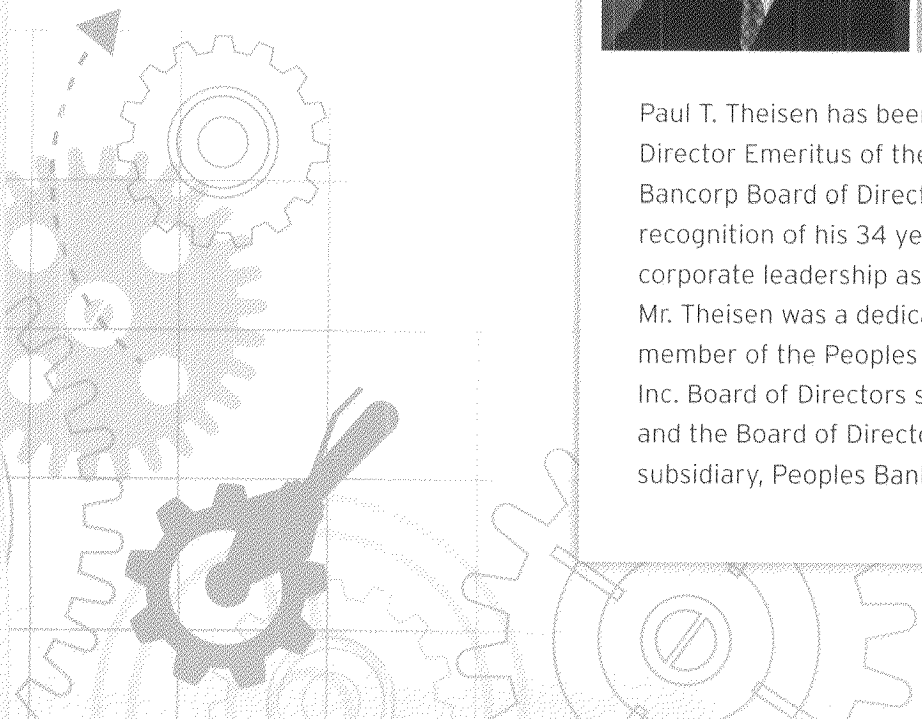 Paul T. Theisen has been
Director Emeritus of the
Bancorp Board of Direct
recognition of his 34 ye
corporate leadership as
Mr. Theisen was a dedica
member of the Peoples
Inc. Board of Directors s
and the Board of Directo
subsidiary, Peoples Ban